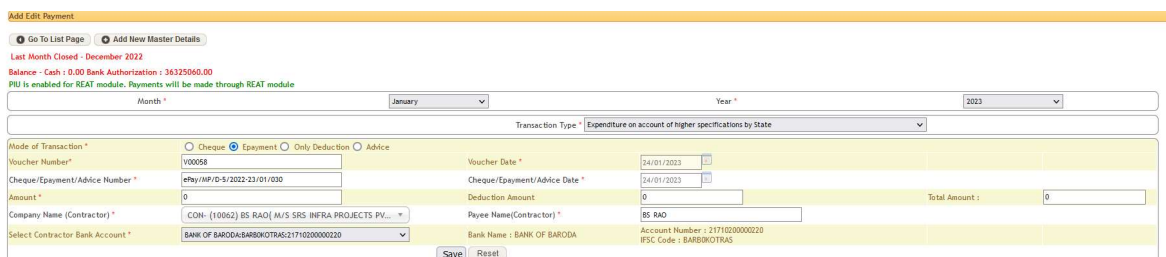 Add Edit Payment
Go To List Page Add New Master Details
Last Month Closed - December 2022
Balance - Cash : 0.00 Bank Authorization : 36325060.00
PIU is enabled for REAT module. Payments will be made through REAT module
Month * January Year * 2023
Transaction Type * Expenditure on account of higher specifications by State
Mode of Transaction * Cheque Epayment Only Deduction Advice
Voucher Number* V00058 Voucher Date * 24/01/2023
Cheque/Epayment/Advice Number * ePay/MP/D-5/2022-23/01/030 Cheque/Epayment/Advice Date * 24/01/2023
Amount * 0 Deduction Amount 0 Total Amount : 0
Company Name (Contractor) * CON- (10062) BS RAO( M/S SRS INFRA PROJECTS PV... Payee Name(Contractor) * BS RAO
Select Contractor Bank Account * BANK OF BARODA:BARB0KOTRAS:21710200000220 Bank Name : BANK OF BARODA Account Number : 21710200000220
IFSC Code : BARB0KOTRAS
Save Reset